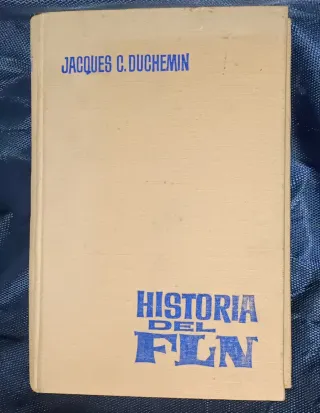 JACQUES C. DUCHEMIN
HISTORIA
DEL
FLN